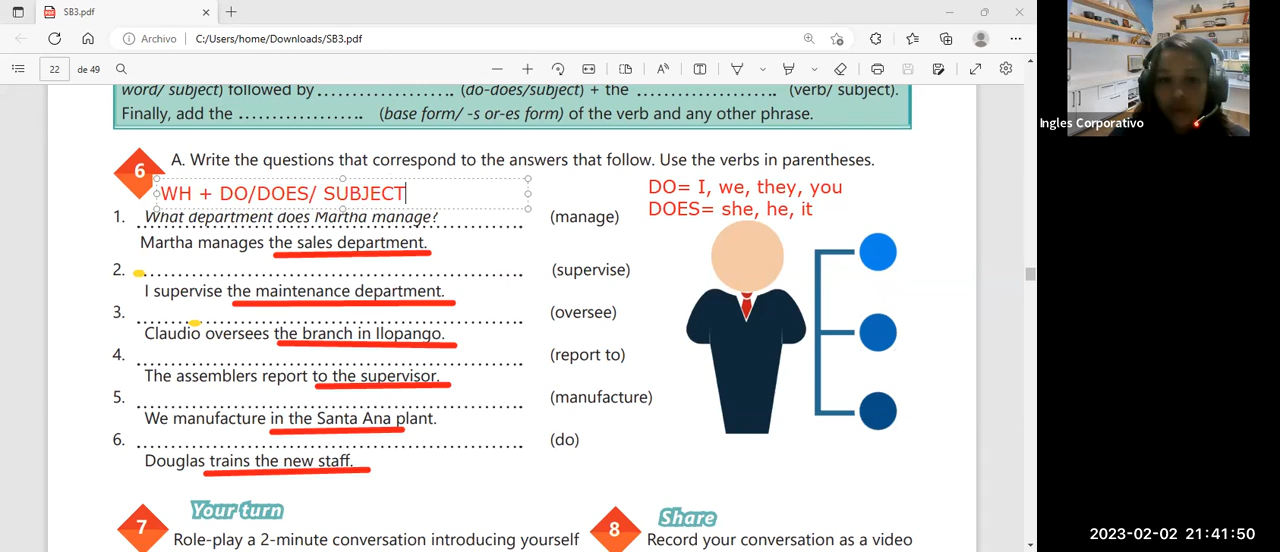 SB3.pdf
Archivo C:/Users/home/Downloads/SB3.pdf
22 de 49
word/ subject) followed by .................... (do-does/subject) + the ..................... (verb/ subject).
Finally, add the ................... (base form/ -s or-es form) of the verb and any other phrase.
6 A. Write the questions that correspond to the answers that follow. Use the verbs in parentheses.
WH + DO/DOES/ SUBJECT
DO= I, we, they, you
DOES= she, he, it
1. What department does Martha manage? (manage)
Martha manages the sales department.
2. (supervise)
I supervise the maintenance department.
3. (oversee)
Claudio oversees the branch in Ilopango.
4. (report to)
The assemblers report to the supervisor.
5. (manufacture)
We manufacture in the Santa Ana plant.
6. (do)
Douglas trains the new staff.
7 Your turn
Role-play a 2-minute conversation introducing yourself
8 Share
Record your conversation as a video
Ingles Corporativo
2023-02-02 21:41:50